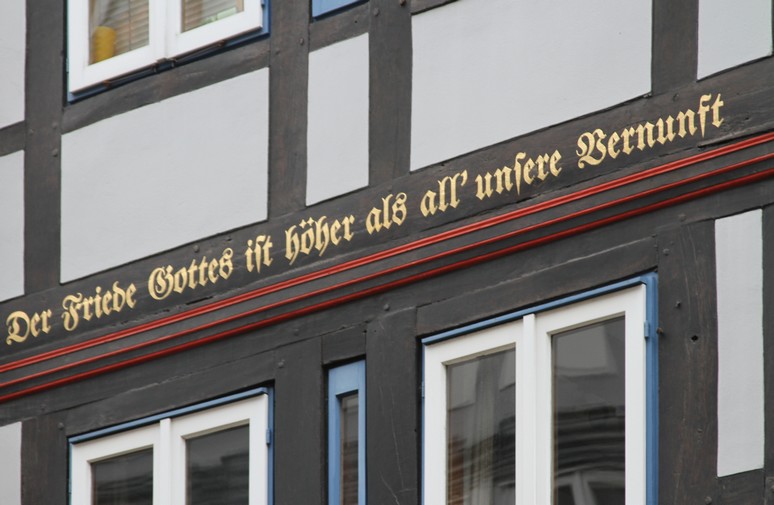 Der Friede Gottes iſt höher als all' unſere Vernunft